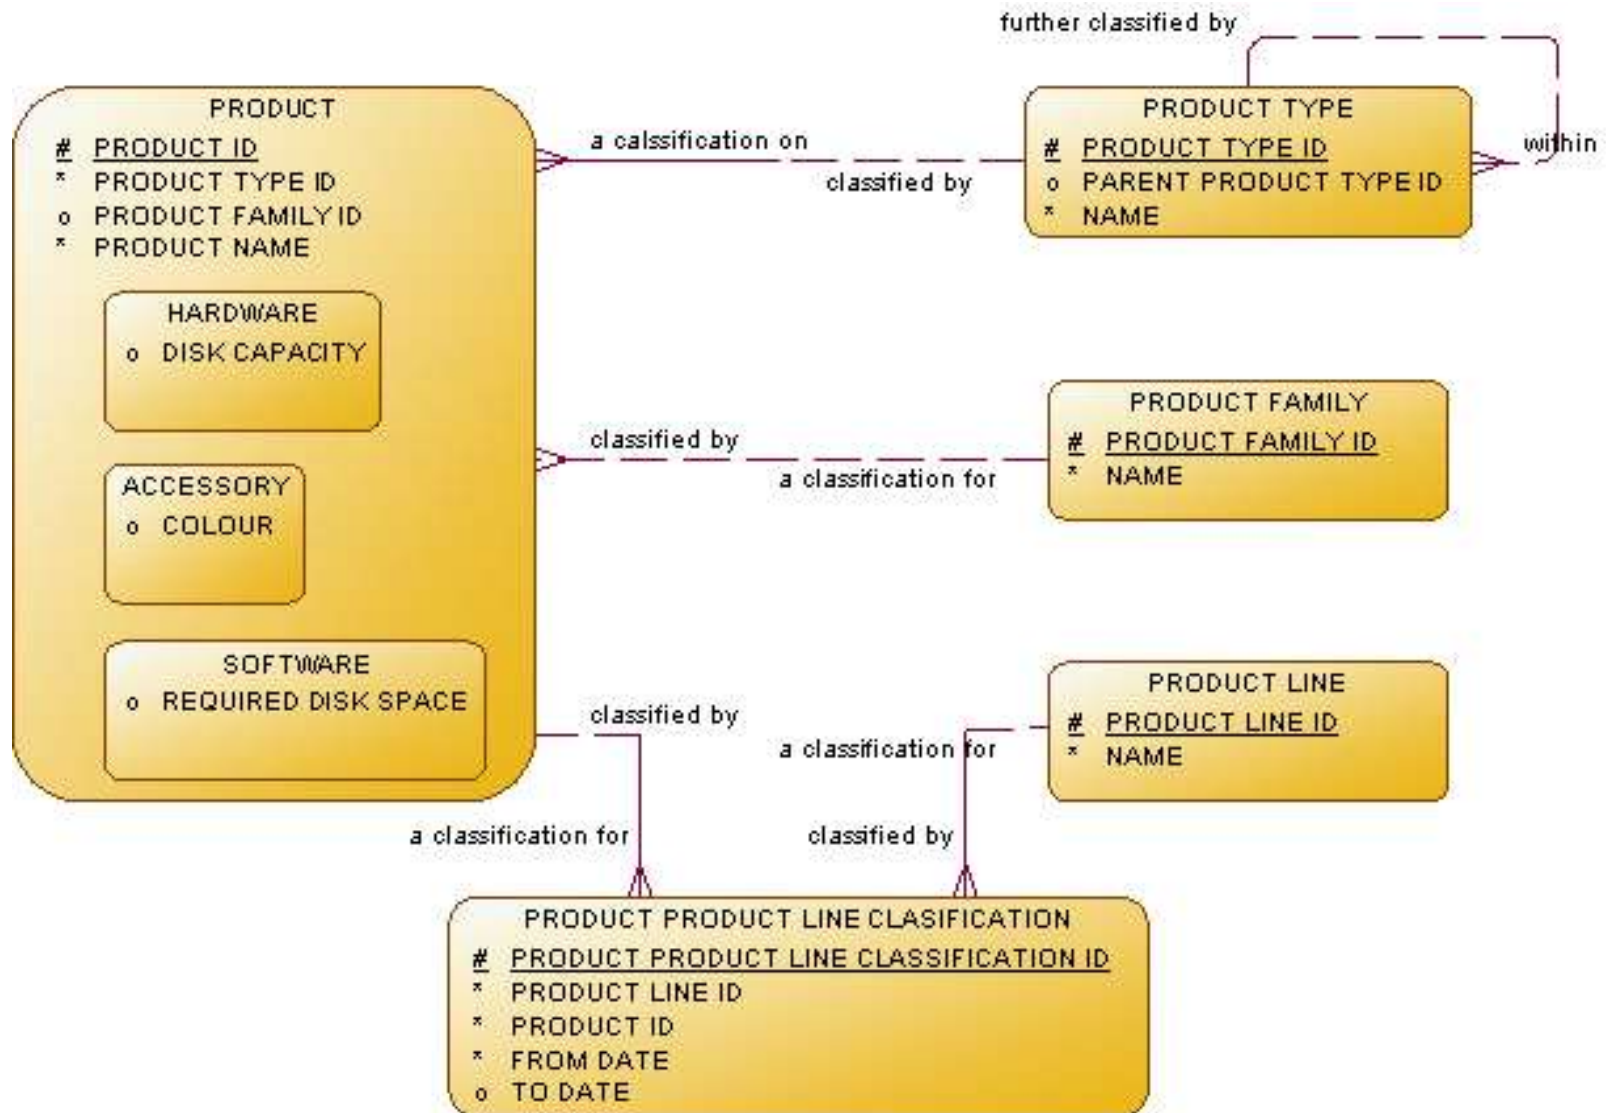 further classified by
PRODUCT
# PRODUCT ID
* PRODUCT TYPE ID
o PRODUCT FAMILY ID
* PRODUCT NAME
HARDWARE
o DISK CAPACITY
ACCESSORY
o COLOUR
SOFTWARE
o REQUIRED DISK SPACE
a calssification on
classified by
PRODUCT TYPE
# PRODUCT TYPE ID
o PARENT PRODUCT TYPE ID
* NAME
within
classified by
a classification for
PRODUCT FAMILY
# PRODUCT FAMILY ID
* NAME
classified by
a classification for
PRODUCT LINE
# PRODUCT LINE ID
* NAME
a classification for
classified by
PRODUCT PRODUCT LINE CLASIFICATION
# PRODUCT PRODUCT LINE CLASSIFICATION ID
* PRODUCT LINE ID
* PRODUCT ID
* FROM DATE
o TO DATE